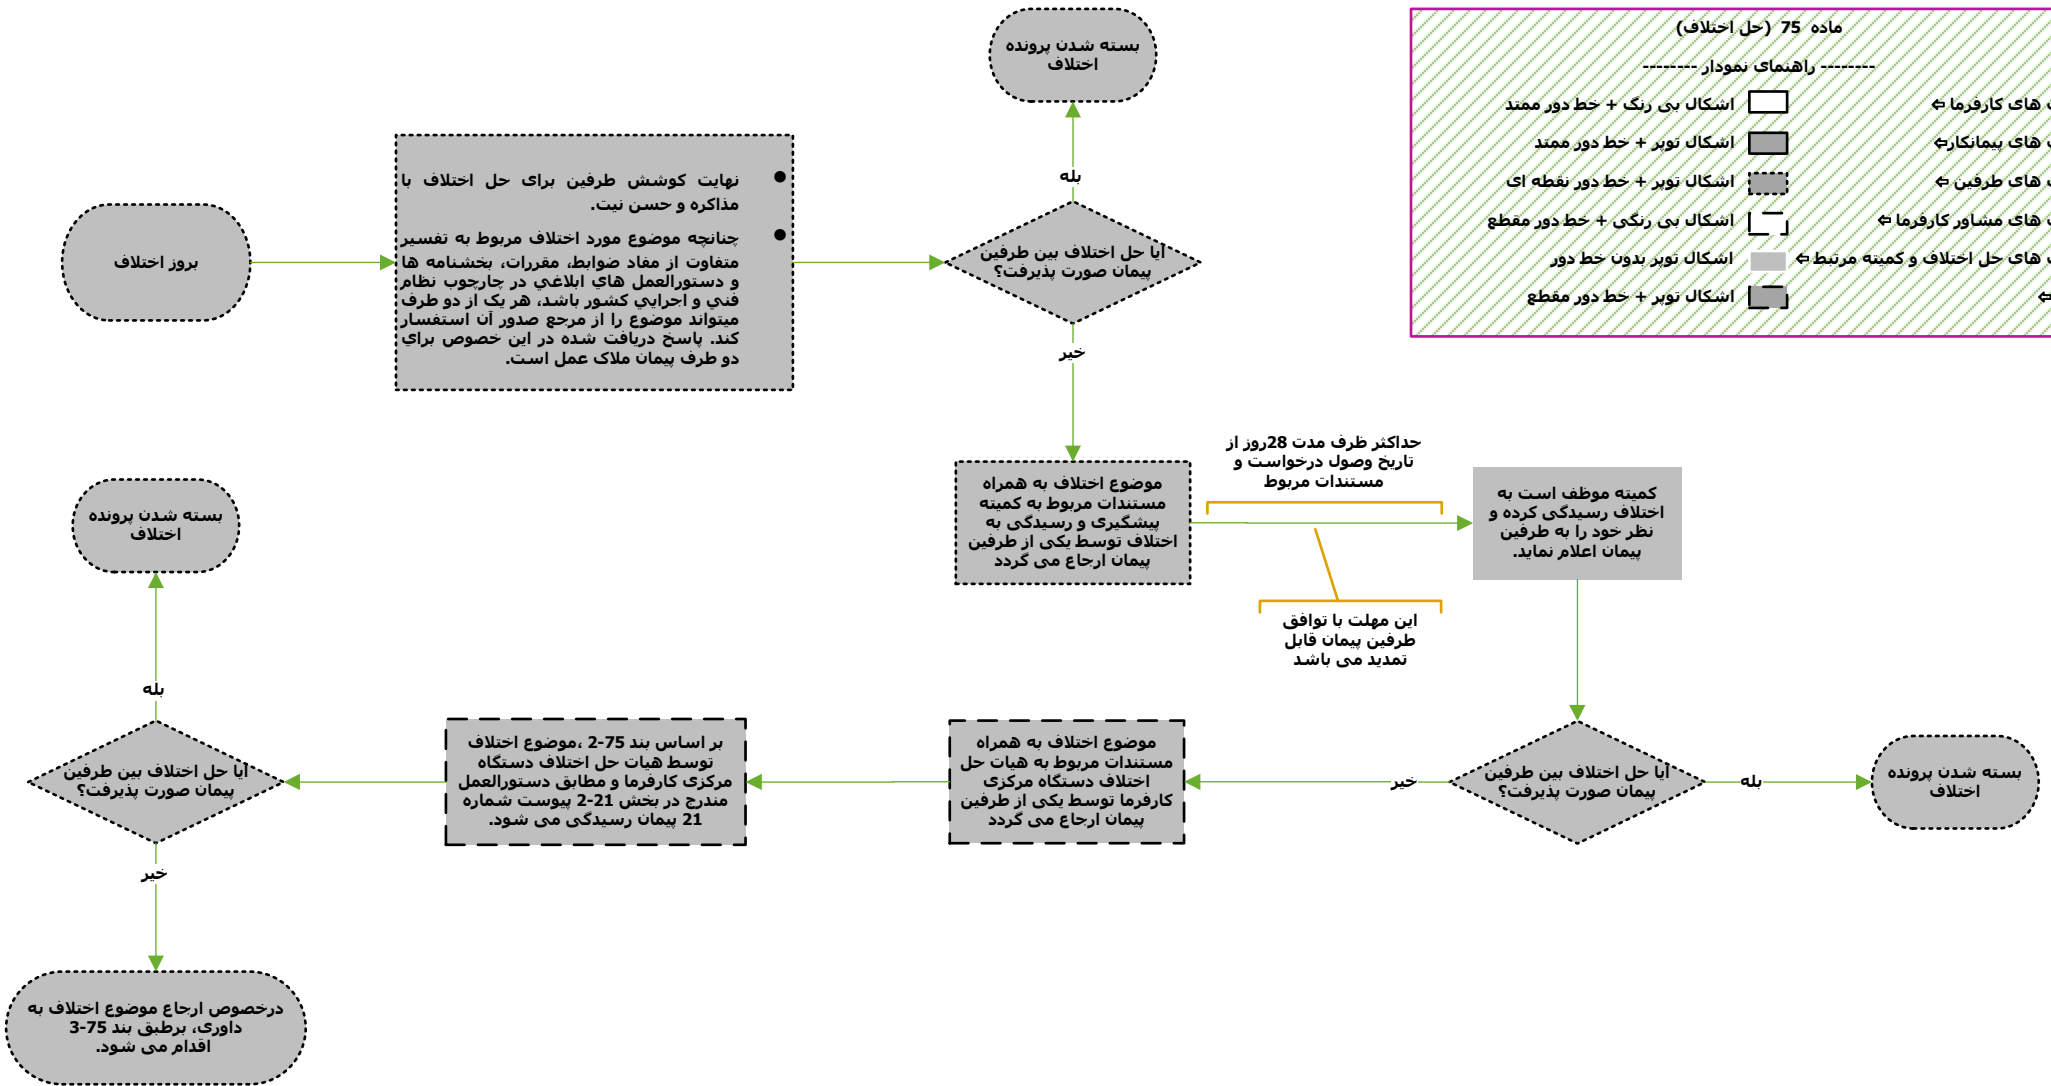 ماده 75 (حل اختلاف)
-------- راهنمای نمودار --------
های کارفرما ⇦ اشکال بی رنگ + خط دور ممتد
های پیمانکار⇦ اشکال توپر + خط دور ممتد
های طرفین ⇦ اشکال توپر + خط دور نقطه ای
های مشاور کارفرما ⇦ اشکال بی رنگی + خط دور مقطع
های حل اختلاف و کمیته مرتبط ⇦ اشکال توپر بدون خط دور
⇦ اشکال توپر + خط دور مقطع
بروز اختلاف
● نهایت کوشش طرفین برای حل اختلاف با
مذاکره و حسن نیت.
● چنانچه موضوع مورد اختلاف مربوط به تفسیر
متفاوت از مفاد ضوابط، مقررات، بخشنامه ها
و دستورالعمل هاي ابلاغي در چارچوب نظام
فني و اجرايي کشور باشد، هر یک از دو طرف
میتواند موضوع را از مرجع صدور آن استفسار
کند. پاسخ دریافت شده در این خصوص براي
دو طرف پیمان ملاک عمل است.
آیا حل اختلاف بین طرفین
پیمان صورت پذیرفت؟
بله
بسته شدن پرونده
اختلاف
خیر
موضوع اختلاف به همراه
مستندات مربوط به کمیته
پیشگیری و رسیدگی به
اختلاف توسط یکی از طرفین
پیمان ارجاع می گردد
حداکثر ظرف مدت 28روز از
تاریخ وصول درخواست و
مستندات مربوط
این مهلت با توافق
طرفین پیمان قابل
تمدید می باشد
کمیته موظف است به
اختلاف رسیدگی کرده و
نظر خود را به طرفین
پیمان اعلام نماید.
آیا حل اختلاف بین طرفین
پیمان صورت پذیرفت؟
بله
بسته شدن پرونده
اختلاف
خیر
موضوع اختلاف به همراه
مستندات مربوط به هیات حل
اختلاف دستگاه مرکزی
کارفرما توسط یکی از طرفین
پیمان ارجاع می گردد
بر اساس بند 75-2 ،موضوع اختلاف
توسط هیات حل اختلاف دستگاه
مرکزی کارفرما و مطابق دستورالعمل
مندرج در بخش 21-2 پیوست شماره
21 پیمان رسیدگی می شود.
آیا حل اختلاف بین طرفین
پیمان صورت پذیرفت؟
بله
بسته شدن پرونده
اختلاف
خیر
درخصوص ارجاع موضوع اختلاف به
داوری، برطبق بند 75-3
اقدام می شود.